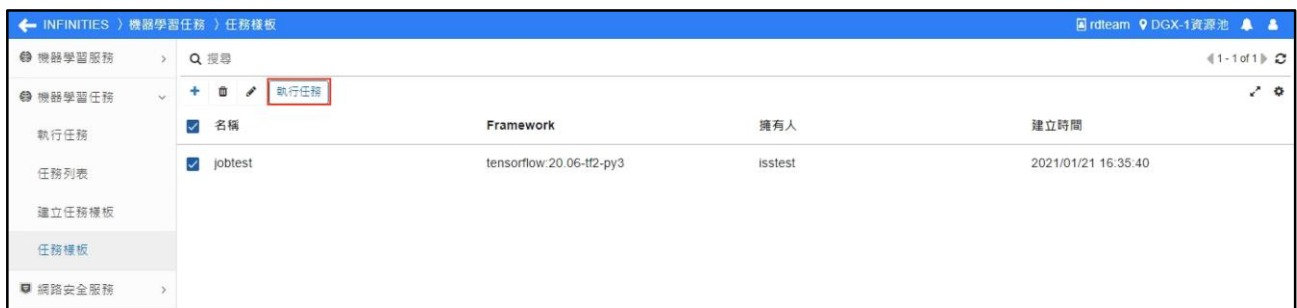 INFINITIES 〉機器學習任務 〉任務樣板 rdteam DGX-1資源池
機器學習服務 搜尋 1 - 1 of 1
機器學習任務 執行任務
名稱 Framework 擁有人 建立時間
執行任務
jobtest tensorflow:20.06-tf2-py3 isstest 2021/01/21 16:35:40
任務列表
建立任務樣板
任務樣板
網路安全服務